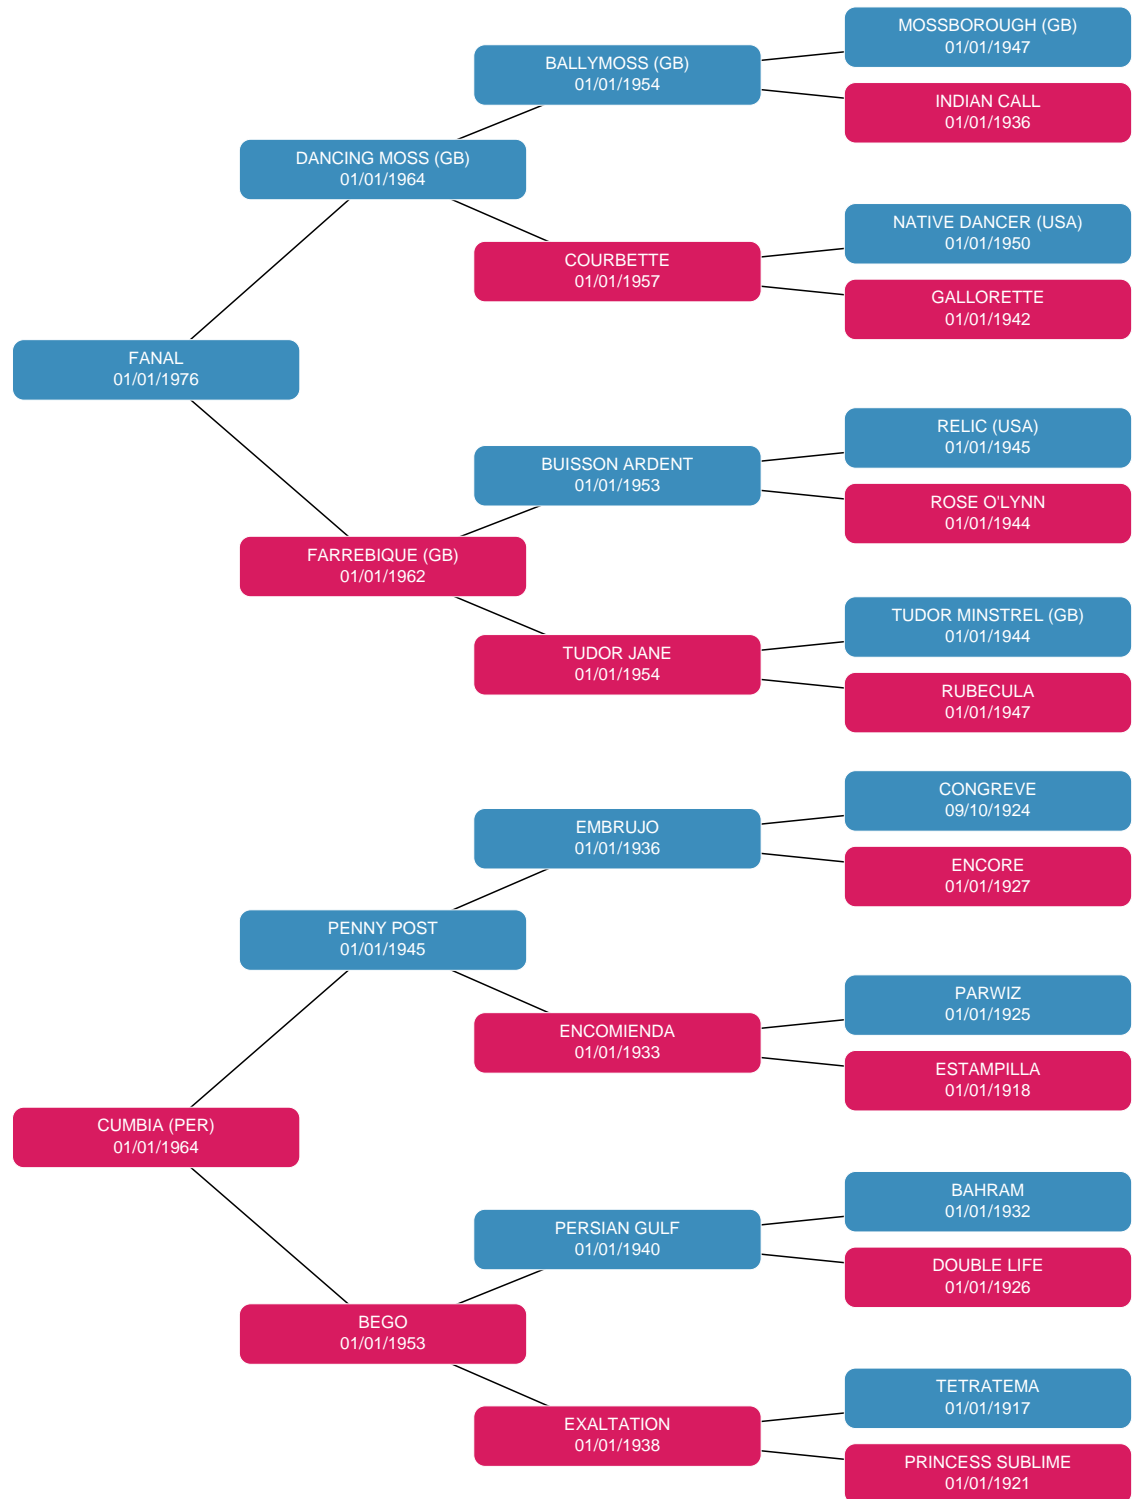 MOSSBOROUGH (GB)
01/01/1947
BALLYMOSS (GB)
01/01/1954
INDIAN CALL
01/01/1936
DANCING MOSS (GB)
01/01/1964
NATIVE DANCER (USA)
01/01/1950
COURBETTE
01/01/1957
GALLORETTE
01/01/1942
FANAL
01/01/1976
RELIC (USA)
01/01/1945
BUISSON ARDENT
01/01/1953
ROSE O'LYNN
01/01/1944
FARREBIQUE (GB)
01/01/1962
TUDOR MINSTREL (GB)
01/01/1944
TUDOR JANE
01/01/1954
RUBECULA
01/01/1947
CONGREVE
09/10/1924
EMBRUJO
01/01/1936
ENCORE
01/01/1927
PENNY POST
01/01/1945
PARWIZ
01/01/1925
ENCOMIENDA
01/01/1933
ESTAMPILLA
01/01/1918
CUMBIA (PER)
01/01/1964
BAHRAM
01/01/1932
PERSIAN GULF
01/01/1940
DOUBLE LIFE
01/01/1926
BEGO
01/01/1953
TETRATEMA
01/01/1917
EXALTATION
01/01/1938
PRINCESS SUBLIME
01/01/1921